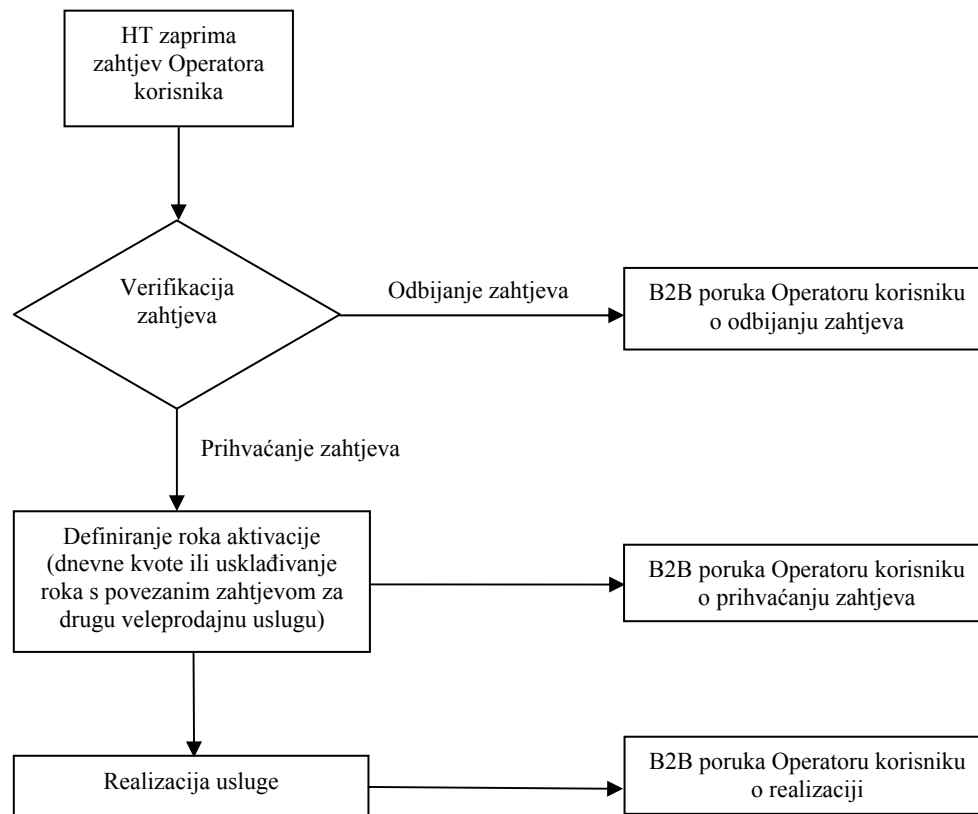 HT zaprima
zahtjev Operatora
korisnika
Verifikacija
zahtjeva
Odbijanje zahtjeva
B2B poruka Operatoru korisniku
o odbijanju zahtjeva
Prihvaćanje zahtjeva
Definiranje roka aktivacije
(dnevne kvote ili usklađivanje
roka s povezanim zahtjevom za
drugu veleprodajnu uslugu)
B2B poruka Operatoru korisniku
o prihvaćanju zahtjeva
Realizacija usluge
B2B poruka Operatoru korisniku
o realizaciji